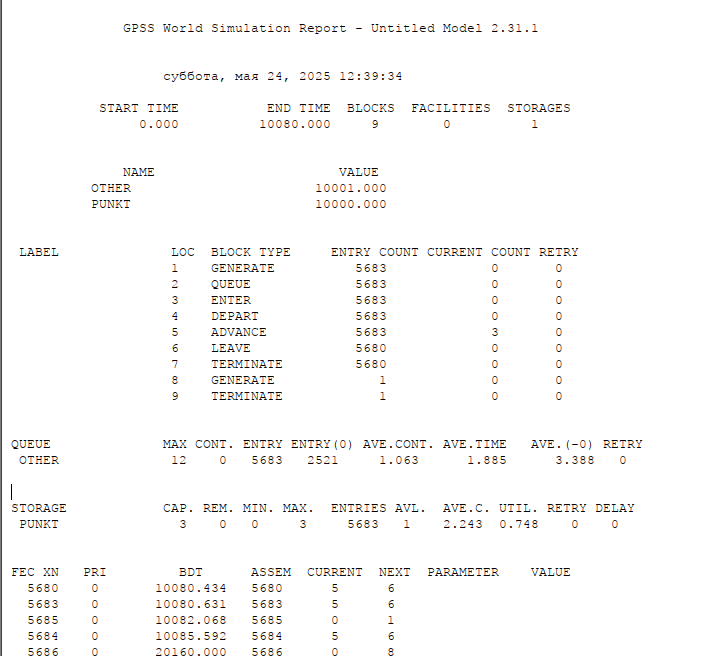 GPSS World Simulation Report - Untitled Model 2.31.1
суббота, мая 24, 2025 12:39:34
START TIME END TIME BLOCKS FACILITIES STORAGES
0.000 10080.000 9 0 1
NAME VALUE
OTHER 10001.000
PUNKT 10000.000
LABEL LOC BLOCK TYPE ENTRY COUNT CURRENT COUNT RETRY
1 GENERATE 5683 0 0
2 QUEUE 5683 0 0
3 ENTER 5683 0 0
4 DEPART 5683 0 0
5 ADVANCE 5683 3 0
6 LEAVE 5680 0 0
7 TERMINATE 5680 0 0
8 GENERATE 1 0 0
9 TERMINATE 1 0 0
QUEUE MAX CONT. ENTRY ENTRY(0) AVE.CONT. AVE.TIME AVE.(-0) RETRY
OTHER 12 0 5683 2521 1.063 1.885 3.388 0
STORAGE CAP. REM. MIN. MAX. ENTRIES AVL. AVE.C. UTIL. RETRY DELAY
PUNKT 3 0 0 3 5683 1 2.243 0.748 0 0
FEC XN PRI BDT ASSEM CURRENT NEXT PARAMETER VALUE
5680 0 10080.434 5680 5 6
5683 0 10080.631 5683 5 6
5685 0 10082.068 5685 0 1
5684 0 10085.592 5684 5 6
5686 0 20160.000 5686 0 8